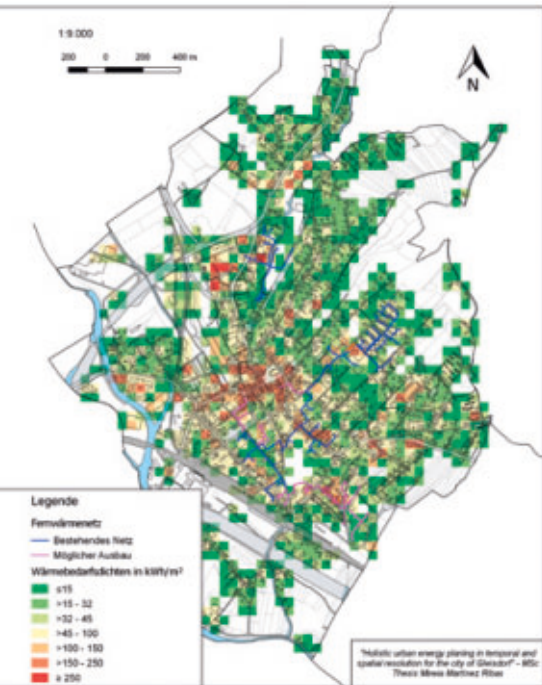 1:9.000
200 0 200 400 m
N
Legende
Fernwärmenetz
Bestehendes Netz
Möglicher Ausbau
Wärmebedarfsdichten in kWh/m²
≤15
>15 - 32
>32 - 45
>45 - 100
>100 - 150
>150 - 250
≥ 250
"Holistic urban energy planing in temporal and
spatial resolution for the city of Gleisdorf" - MSc
Thesis Mireia Martinez Ribas